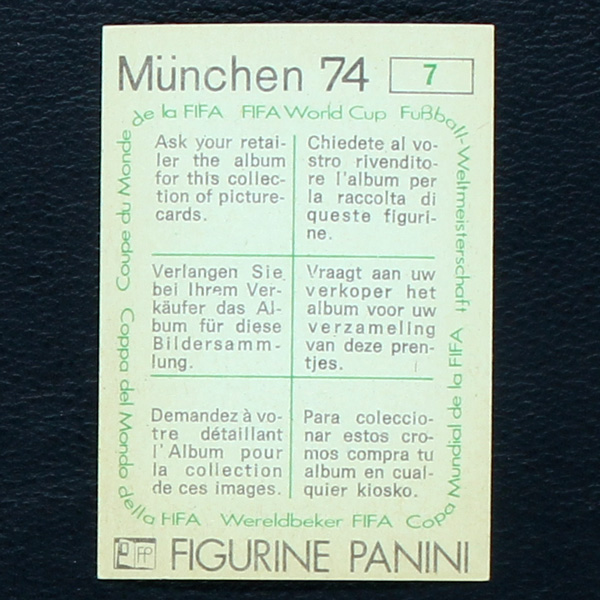 München 74 7
de la FIFA FIFA World Cup Fußball-Weltmeisterschaft
Coupe du Monde
Ask your retai-
ler the album
for this collec-
tion of picture-
cards.
Chiedete al vo-
stro rivendito-
re l'album per
la raccolta di
queste figuri-
ne.
Verlangen Sie
bei Ihrem Ver-
käufer das Al-
bum für diese
Bildersamm-
lung.
Vraagt aan uw
verkoper het
album voor uw
verzameling
van deze pren-
tjes.
Demandez à vo-
tre détaillant
l'Album pour
la collection
de ces images.
Para coleccio-
nar estos cro-
mos compra tu
album en cual-
quier kiosko.
Coppa del Mondo
della FIFA Wereldbeker FIFA Copa Mundial de la FIFA
FP FIGURINE PANINI